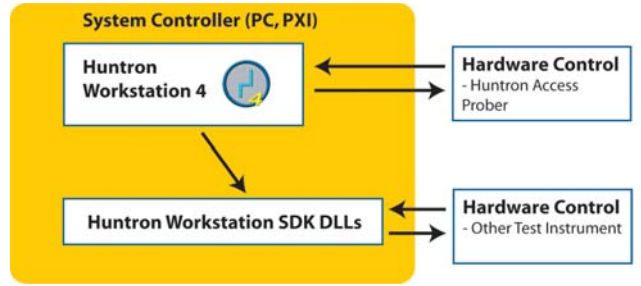 System Controller (PC, PXI)
Huntron
Workstation 4
4
Hardware Control
- Huntron Access
Prober
Huntron Workstation SDK DLLs
Hardware Control
- Other Test Instrument